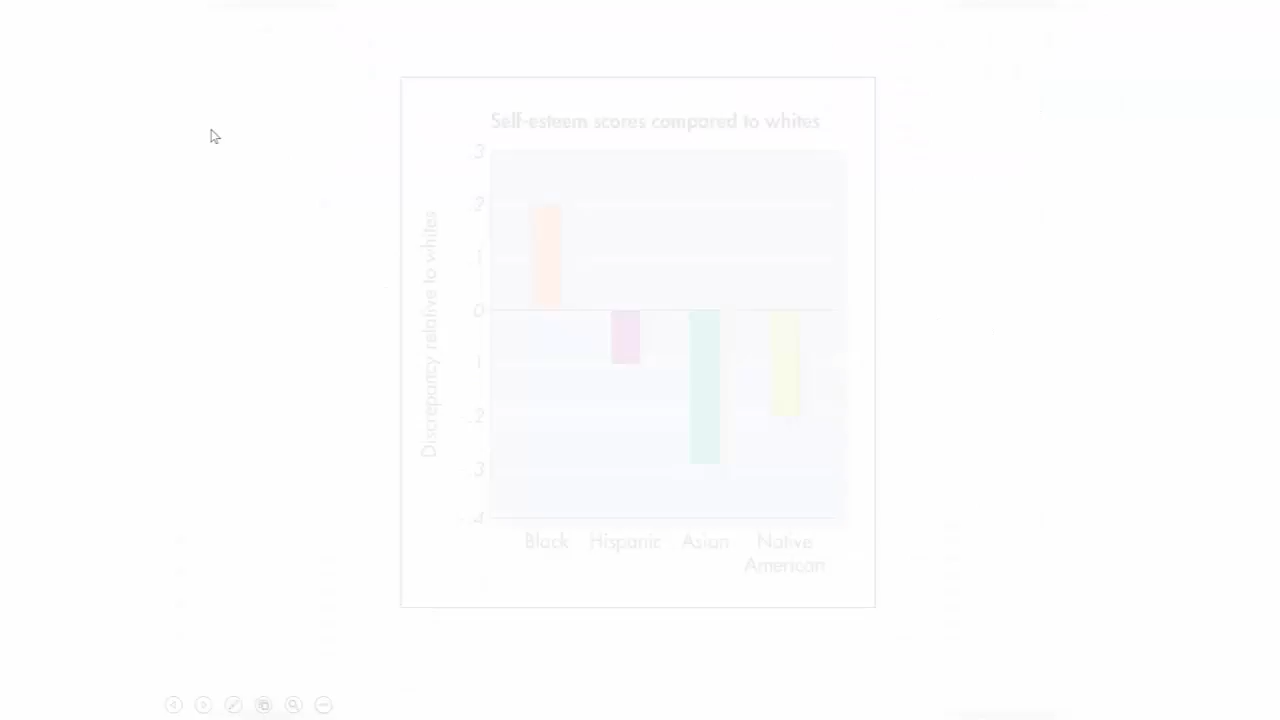 Self-esteem scores compared to whites
Discrepancy relative to whites
3
2
1
0
1
2
3
4
Black Hispanic Asian Native
American